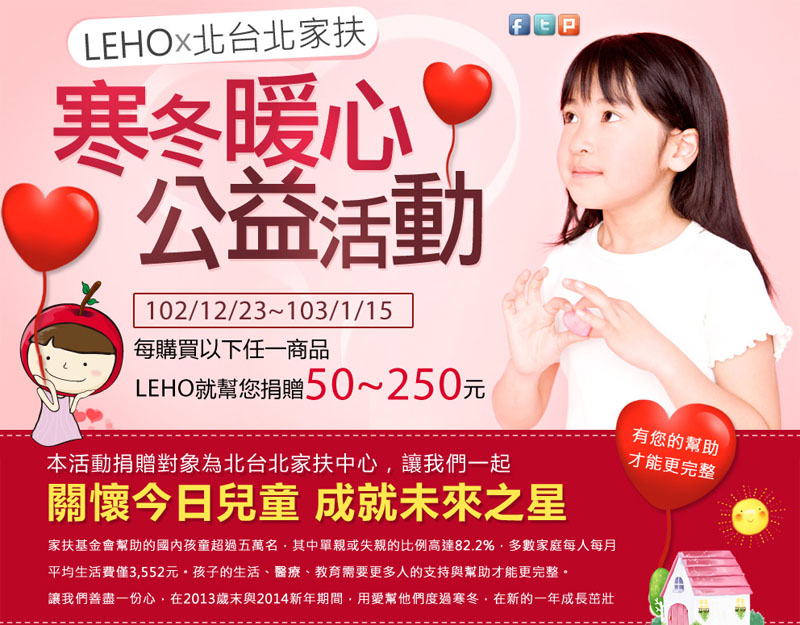 LEHOx北台北家扶
寒冬暖心
公益活動
102/12/23~103/1/15
每購買以下任一商品
LEHO就幫您捐贈50~250元
有您的幫助
才能更完整
本活動捐贈對象為北台北家扶中心，讓我們一起
關懷今日兒童 成就未來之星
家扶基金會幫助的國內孩童超過五萬名，其中單親或失親的比例高達82.2%，多數家庭每人每月
平均生活費僅3,552元。孩子的生活、醫療、教育需要更多人的支持與幫助才能更完整。
讓我們善盡一份心，在2013歲末與2014新年期間，用愛幫他們度過寒冬，在新的一年成長茁壯